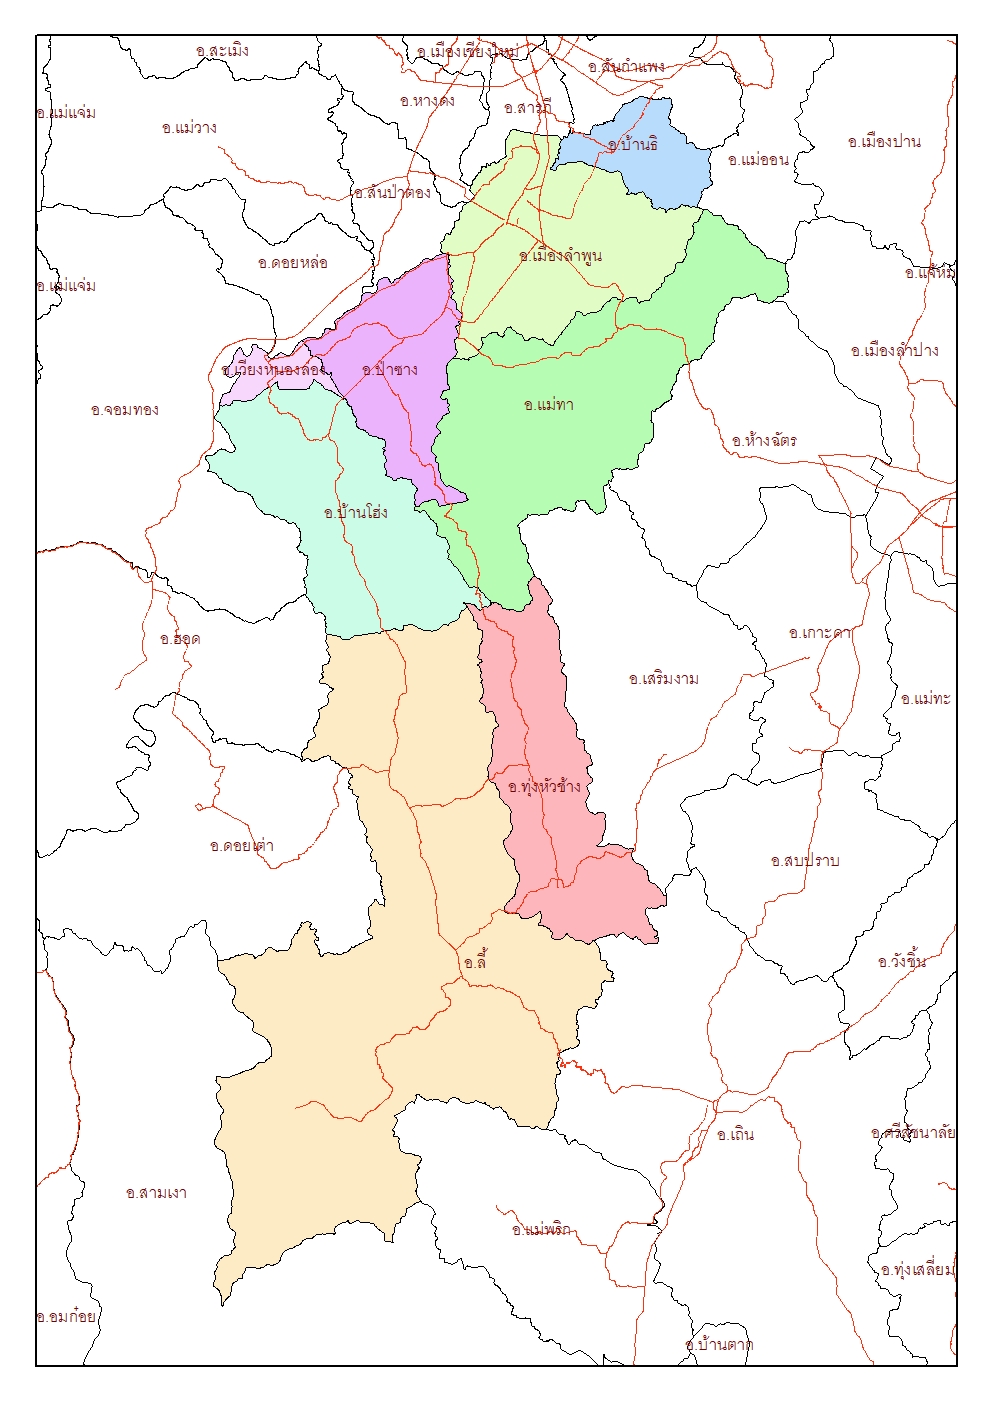 อ.สะเมิง
อ.เมืองเชียงใหม่
อ.สันกำแพง
อ.แม่แจ่ม
อ.หางดง
อ.สารภี
อ.แม่วาง
อ.บ้านธิ
อ.เมืองปาน
อ.แม่ออน
อ.สันป่าตอง
อ.ดอยหล่อ
อ.เมืองลำพูน
อ.แม่แจ่ม
อ.แจ้ห่ม
อ.เมืองลำปาง
อ.เวียงหนองล่อง
อ.ป่าซาง
อ.จอมทอง
อ.แม่ทา
อ.ห้างฉัตร
อ.บ้านโฮ่ง
อ.ฮอด
อ.เกาะคา
อ.เสริมงาม
อ.แม่ทะ
อ.ทุ่งหัวช้าง
อ.ดอยเต่า
อ.สบปราบ
อ.ลี้
อ.วังชิ้น
อ.เถิน
อ.ศรีสัชนาลัย
อ.สามเงา
อ.แม่พริก
อ.ทุ่งเสลี่ยม
อ.อมก๋อย
อ.บ้านตาก